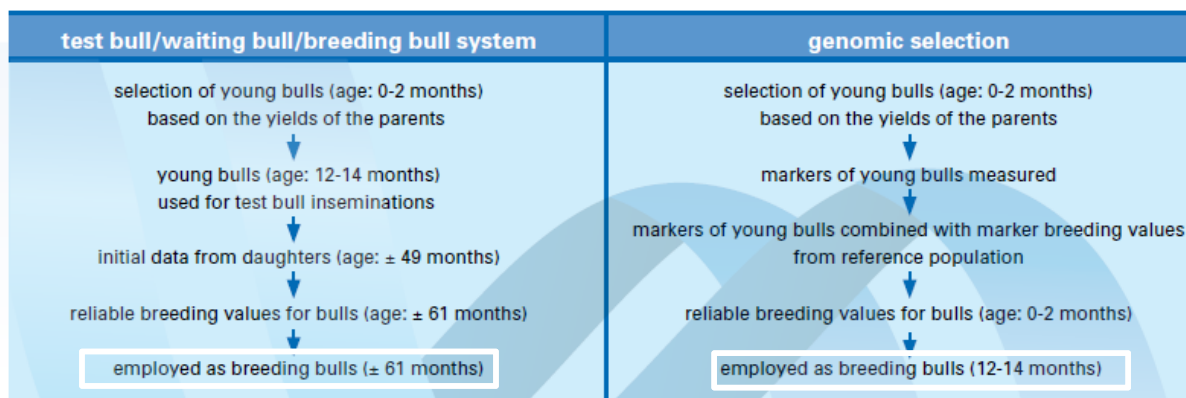 test bull/waiting bull/breeding bull system
selection of young bulls (age: 0-2 months)
based on the yields of the parents
young bulls (age: 12-14 months)
used for test bull inseminations
initial data from daughters (age: ± 49 months)
reliable breeding values for bulls (age: ± 61 months)
employed as breeding bulls (± 61 months)
genomic selection
selection of young bulls (age: 0-2 months)
based on the yields of the parents
markers of young bulls measured
markers of young bulls combined with marker breeding values
from reference population
reliable breeding values for bulls (age: 0-2 months)
employed as breeding bulls (12-14 months)